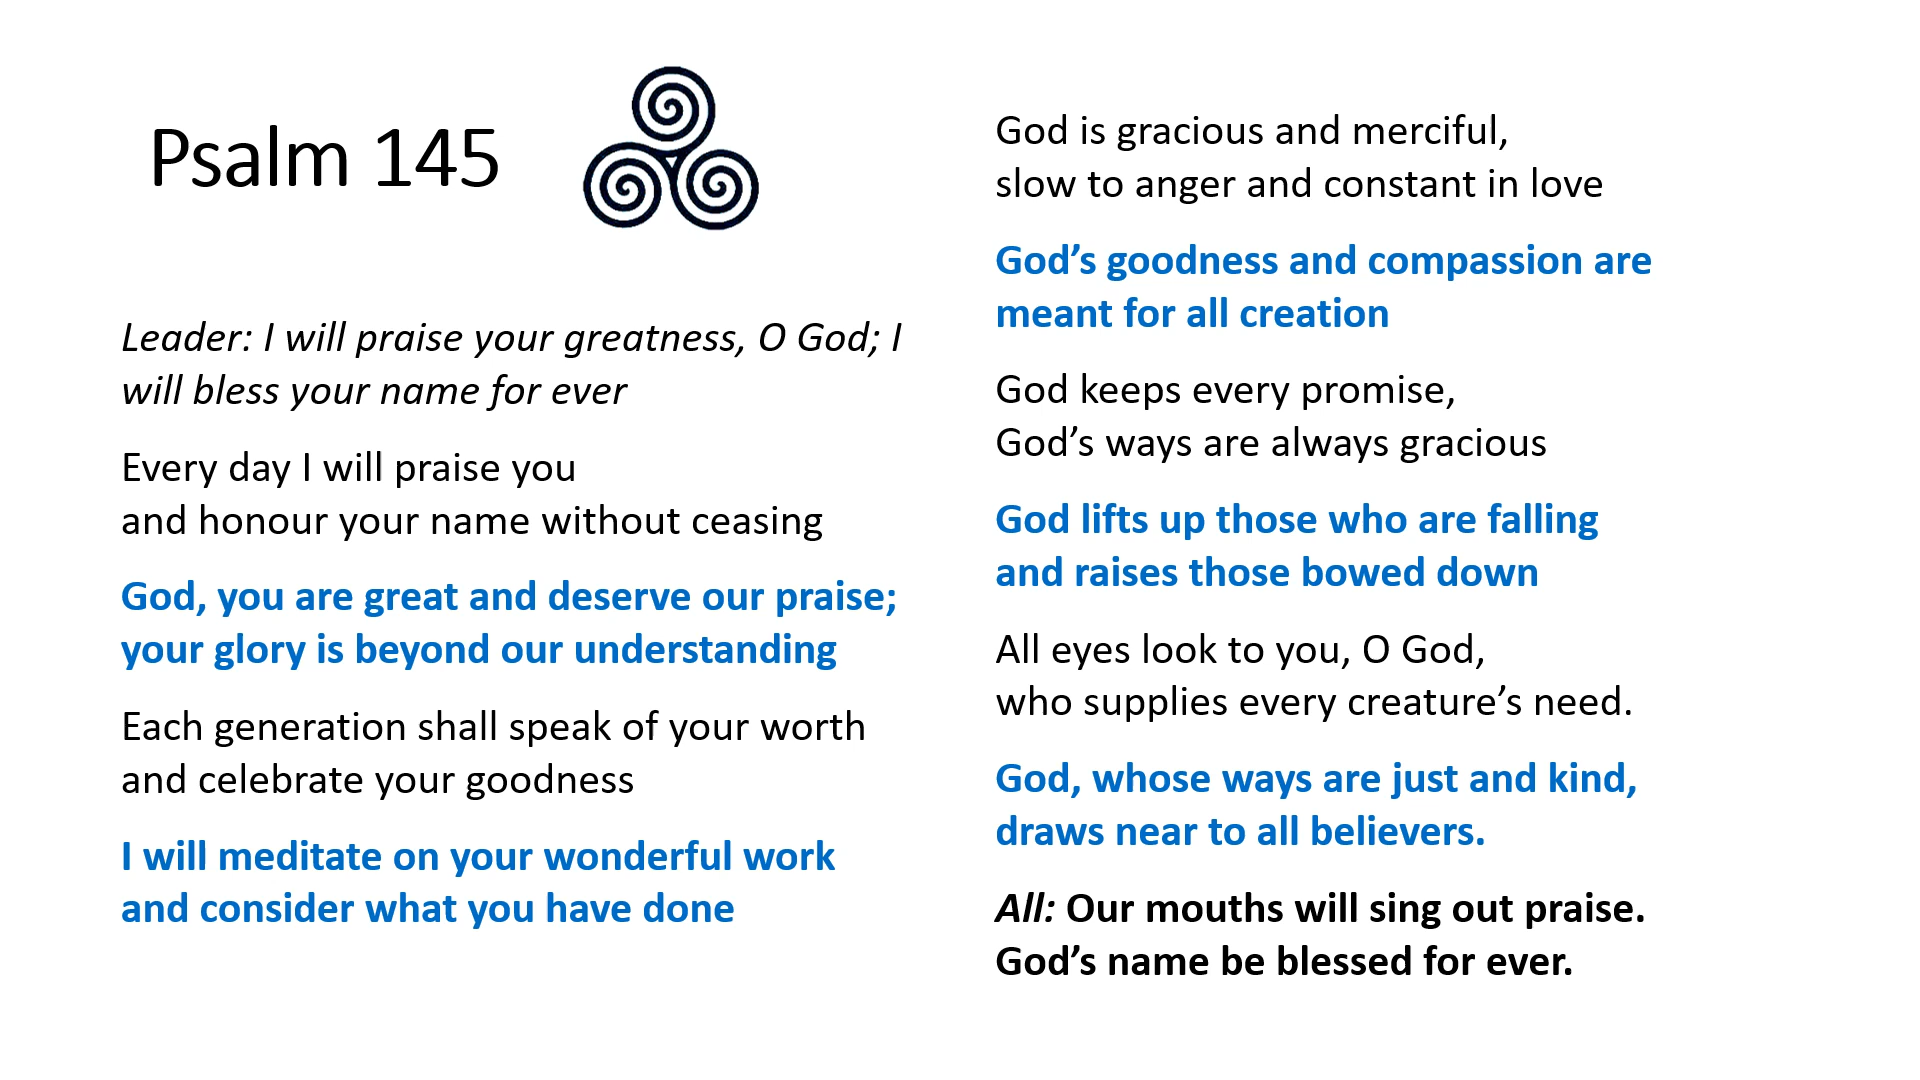 Psalm 145
Leader: I will praise your greatness, O God; I
will bless your name for ever
Every day I will praise you
and honour your name without ceasing
God, you are great and deserve our praise;
your glory is beyond our understanding
Each generation shall speak of your worth
and celebrate your goodness
I will meditate on your wonderful work
and consider what you have done
God is gracious and merciful,
slow to anger and constant in love
God’s goodness and compassion are
meant for all creation
God keeps every promise,
God’s ways are always gracious
God lifts up those who are falling
and raises those bowed down
All eyes look to you, O God,
who supplies every creature’s need.
God, whose ways are just and kind,
draws near to all believers.
All: Our mouths will sing out praise.
God’s name be blessed for ever.